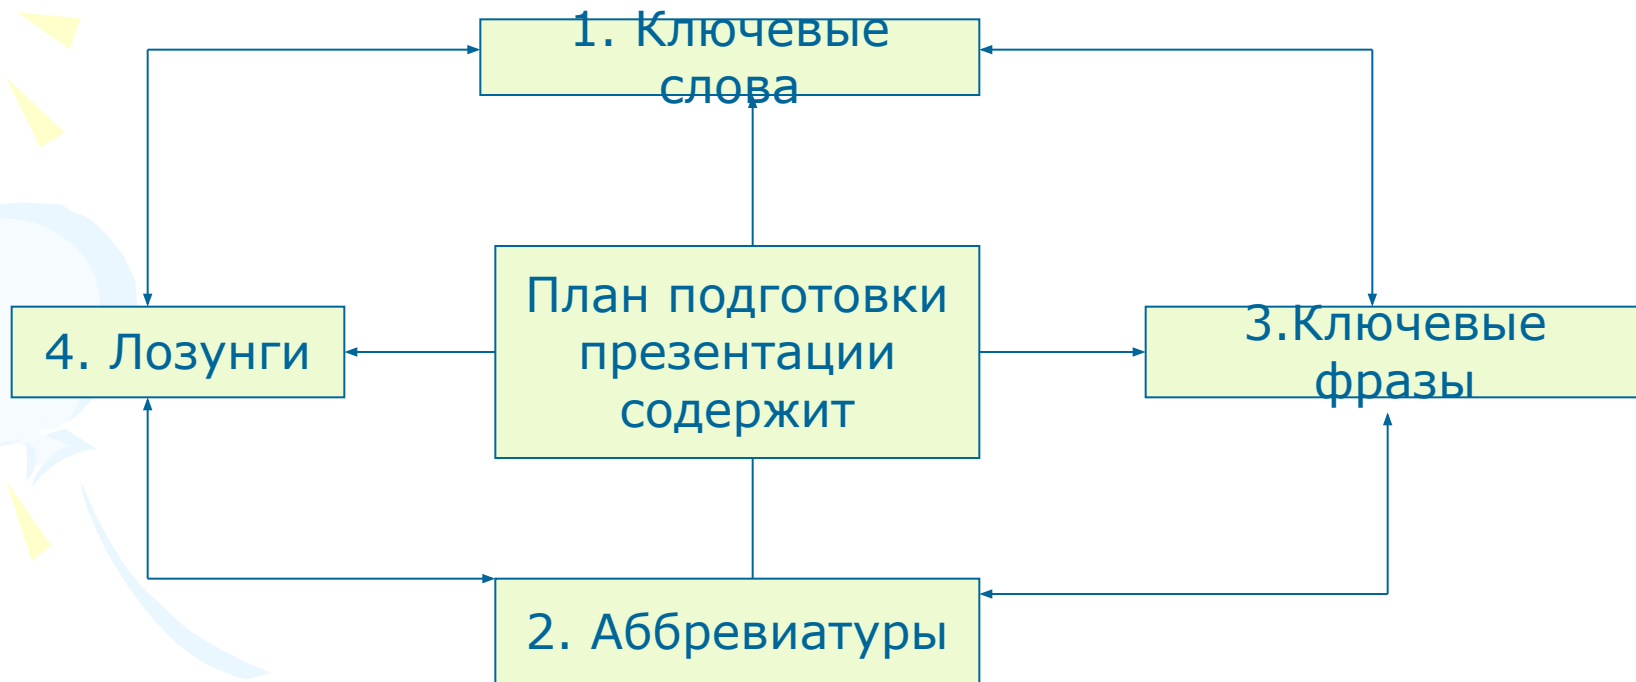 1. Ключевые
слова
План подготовки
презентации
содержит
4. Лозунги
3.Ключевые
фразы
2. Аббревиатуры